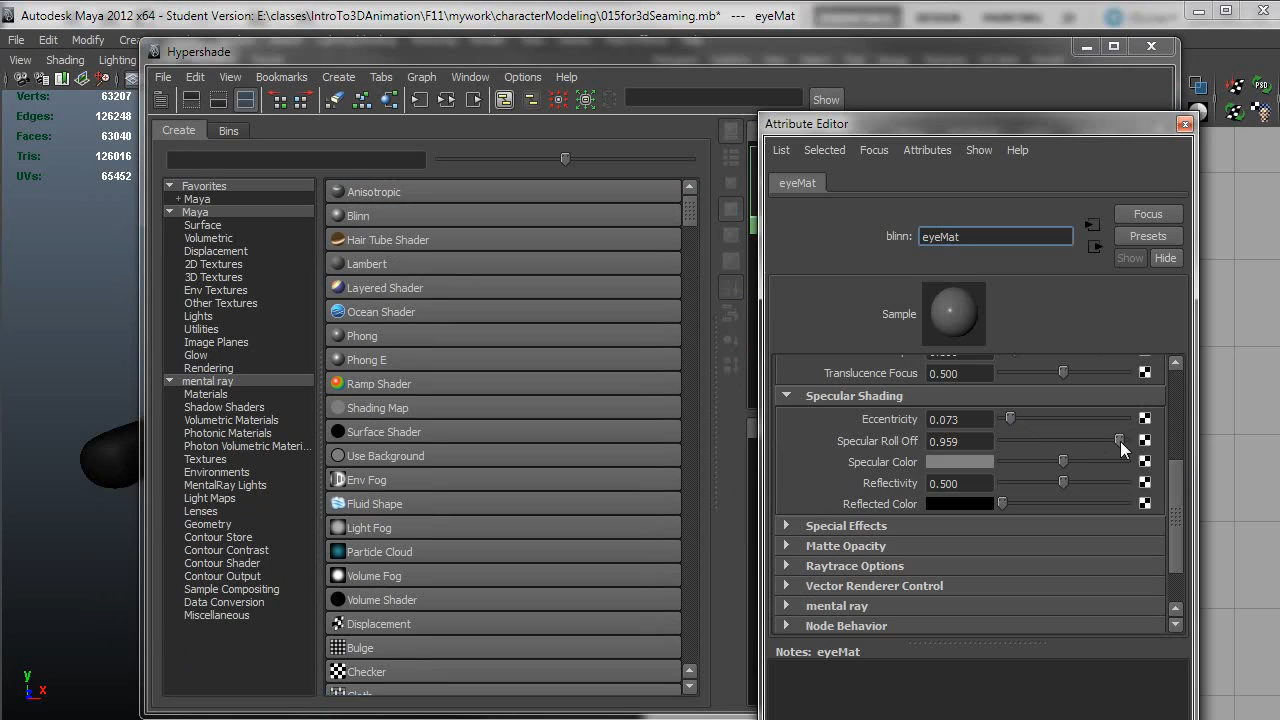 Autodesk Maya 2012 x64 - Student Version: E:\classes\IntroTo3DAnimation\F11\mywork\characterModeling\015for3dSeaming.mb* --- eyeMat
File Edit Modify
View Shading Lighting
Verts: 63207
Edges: 126248
Faces: 63040
Tris: 126016
UVs: 65452
Hypershade
File Edit View Bookmarks Create Tabs Graph Window Options Help
Show
Create Bins
Favorites
+ Maya
Maya
Surface
Volumetric
Displacement
2D Textures
3D Textures
Env Textures
Other Textures
Lights
Utilities
Image Planes
Glow
Rendering
mental ray
Materials
Shadow Shaders
Volumetric Materials
Photonic Materials
Photon Volumetric Materi...
Textures
Environments
MentalRay Lights
Light Maps
Lenses
Geometry
Contour Store
Contour Contrast
Contour Shader
Contour Output
Sample Compositing
Data Conversion
Miscellaneous
Anisotropic
Blinn
Hair Tube Shader
Lambert
Layered Shader
Ocean Shader
Phong
Phong E
Ramp Shader
Shading Map
Surface Shader
Use Background
Env Fog
Fluid Shape
Light Fog
Particle Cloud
Volume Fog
Volume Shader
Displacement
Bulge
Checker
Attribute Editor
List Selected Focus Attributes Show Help
eyeMat
blinn: eyeMat
Focus
Presets
Show Hide
Sample
Translucence Focus 0.500
Specular Shading
Eccentricity 0.073
Specular Roll Off 0.959
Specular Color
Reflectivity 0.500
Reflected Color
Special Effects
Matte Opacity
Raytrace Options
Vector Renderer Control
mental ray
Node Behavior
Notes: eyeMat
y
x